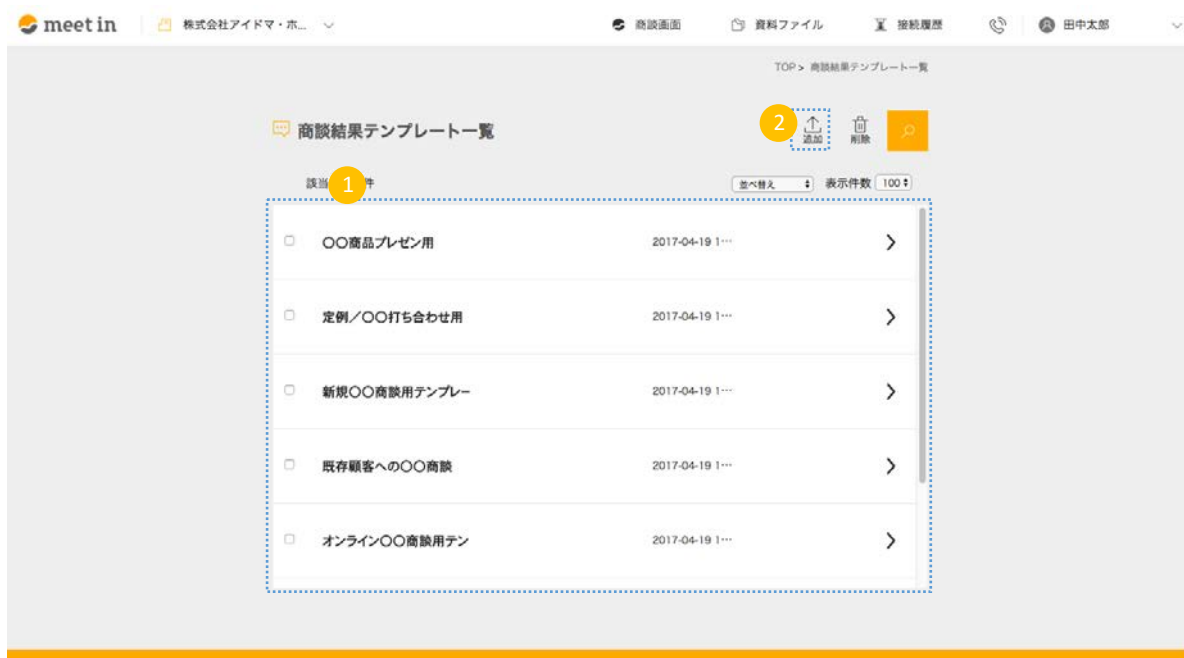 meet in 株式会社アイドマ・ホ... 商談画面 資料ファイル 接続履歴 田中太郎
TOP > 商談結果テンプレート一覧
商談結果テンプレート一覧
2 追加 削除
該当 1 件 並べ替え 表示件数 100
〇〇商品プレゼン用 2017-04-19 1…
定例/〇〇打ち合わせ用 2017-04-19 1…
新規〇〇商談用テンプレー 2017-04-19 1…
既存顧客への〇〇商談 2017-04-19 1…
オンライン〇〇商談用テン 2017-04-19 1…